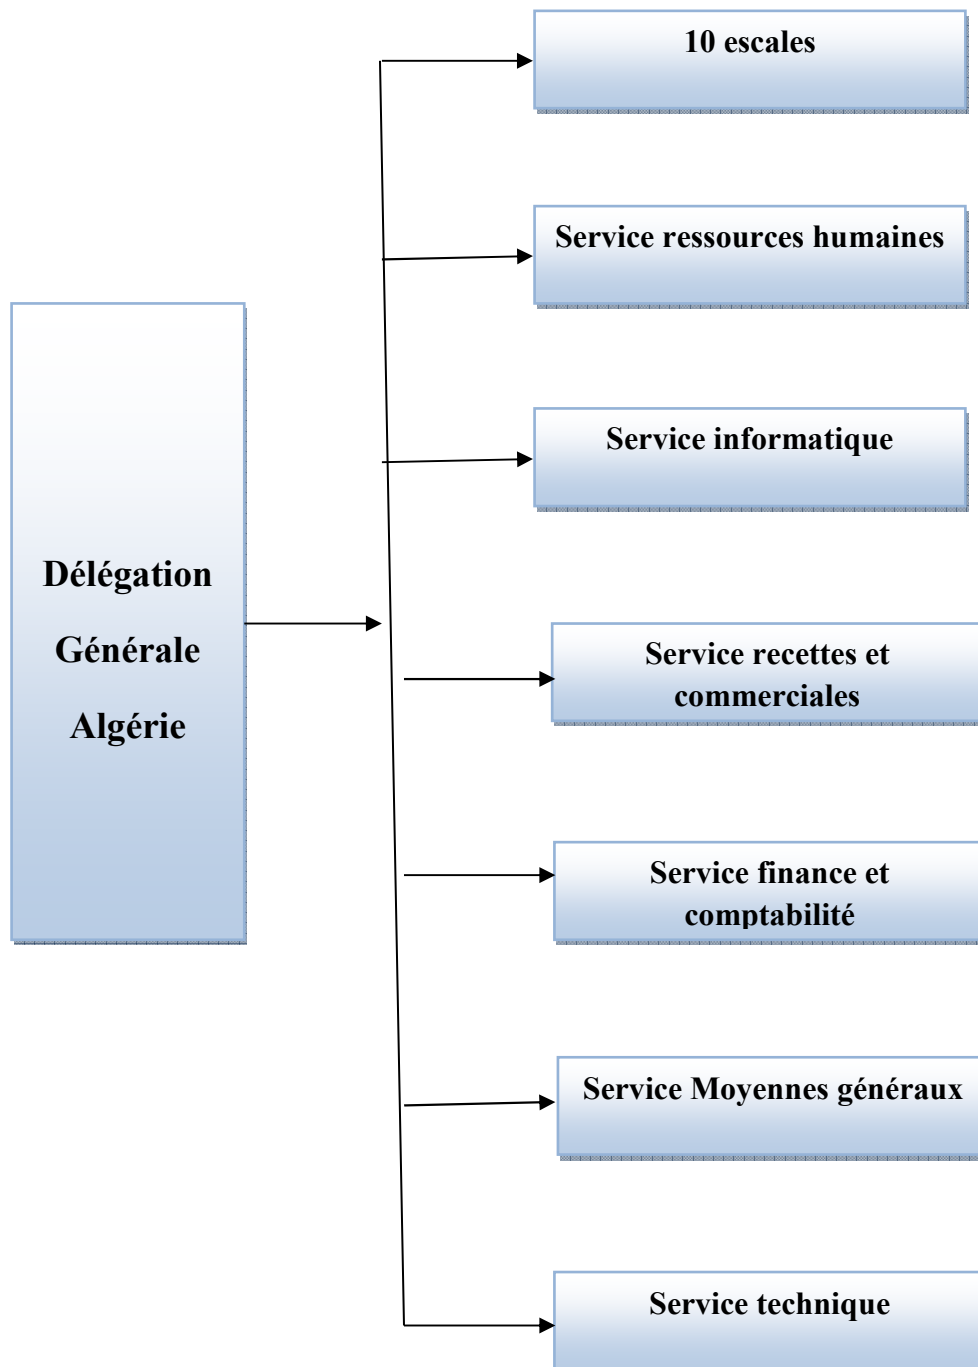 10 escales
Service ressources humaines
Service informatique
Délégation
Générale
Algérie
Service recettes et
commerciales
Service finance et
comptabilité
Service Moyennes généraux
Service technique